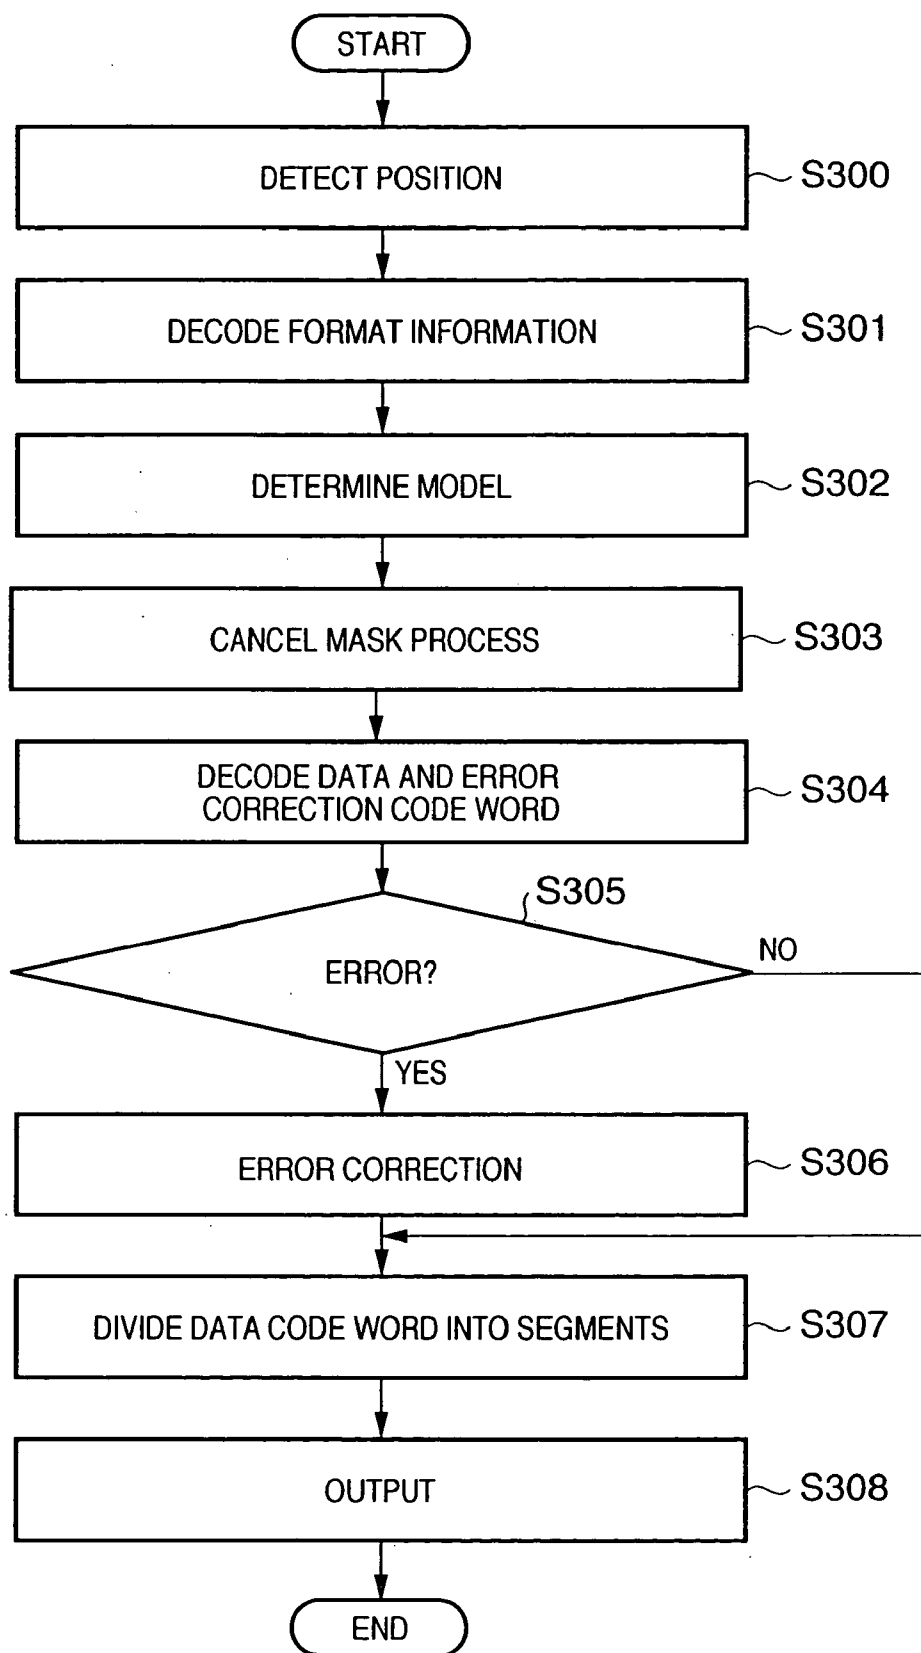 START
DETECT POSITION
S300
DECODE FORMAT INFORMATION
S301
DETERMINE MODEL
S302
CANCEL MASK PROCESS
S303
DECODE DATA AND ERROR
CORRECTION CODE WORD
S304
S305
ERROR?
NO
YES
ERROR CORRECTION
S306
DIVIDE DATA CODE WORD INTO SEGMENTS
S307
OUTPUT
S308
END